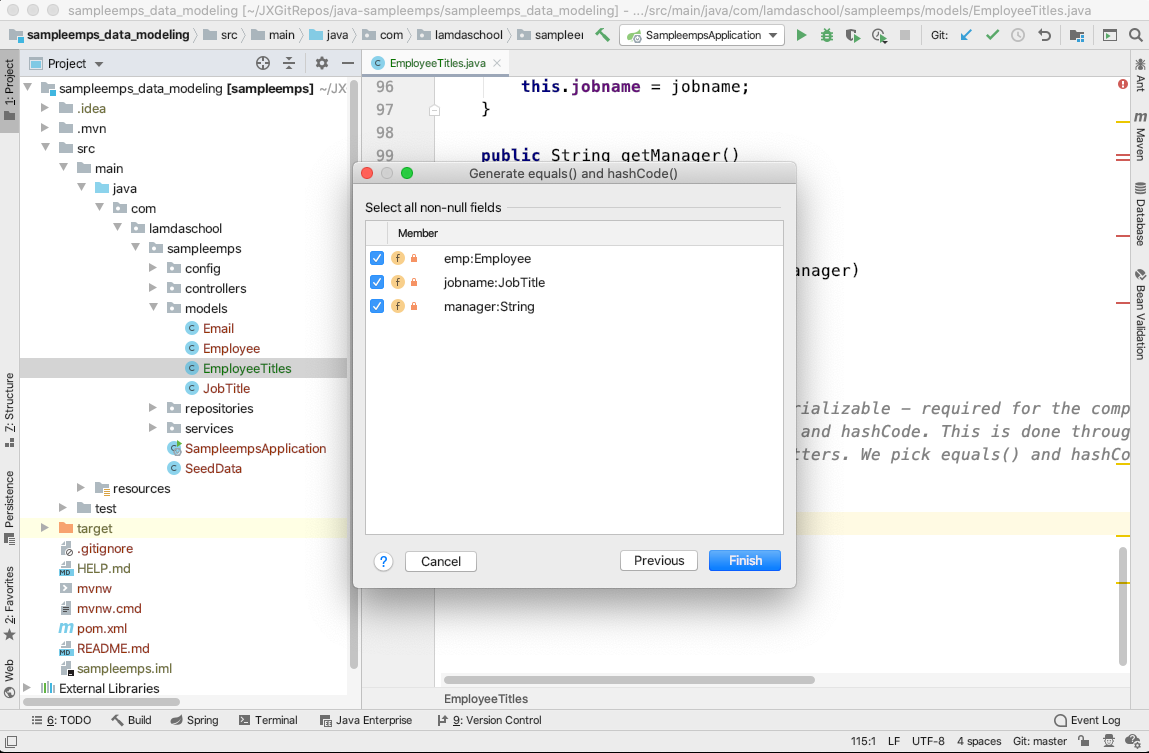 sampleemps_data_modeling [~/JXGitRepos/java-sampleemps/sampleemps_data_modeling] - .../src/main/java/com/lamdaschool/sampleemps/models/EmployeeTitles.java
sampleemps_data_modeling src main java com lamdaschool sampleer SampleempsApplication Git:
1: Project
Project
EmployeeTitles.java
sampleemps_data_modeling [sampleemps] ~/JX
.idea
.mvn
src
main
java
com
lamdaschool
sampleemps
config
controllers
models
Email
Employee
EmployeeTitles
JobTitle
repositories
services
SampleempsApplication
SeedData
resources
test
target
.gitignore
HELP.md
mvnw
mvnw.cmd
pom.xml
README.md
sampleemps.iml
External Libraries
Z: Structure
Persistence
2: Favorites
Web
96 this.jobname = jobname;
97 }
98
99 public String getManager()
anager)
rializable – required for the comp
and hashCode. This is done throug
tters. We pick equals() and hashCo
Generate equals() and hashCode()
Select all non-null fields
Member
emp:Employee
jobname:JobTitle
manager:String
? Cancel Previous Finish
EmployeeTitles
Ant
Maven
Database
Bean Validation
6: TODO Build Spring Terminal Java Enterprise 9: Version Control Event Log
115:1 LF UTF-8 4 spaces Git: master